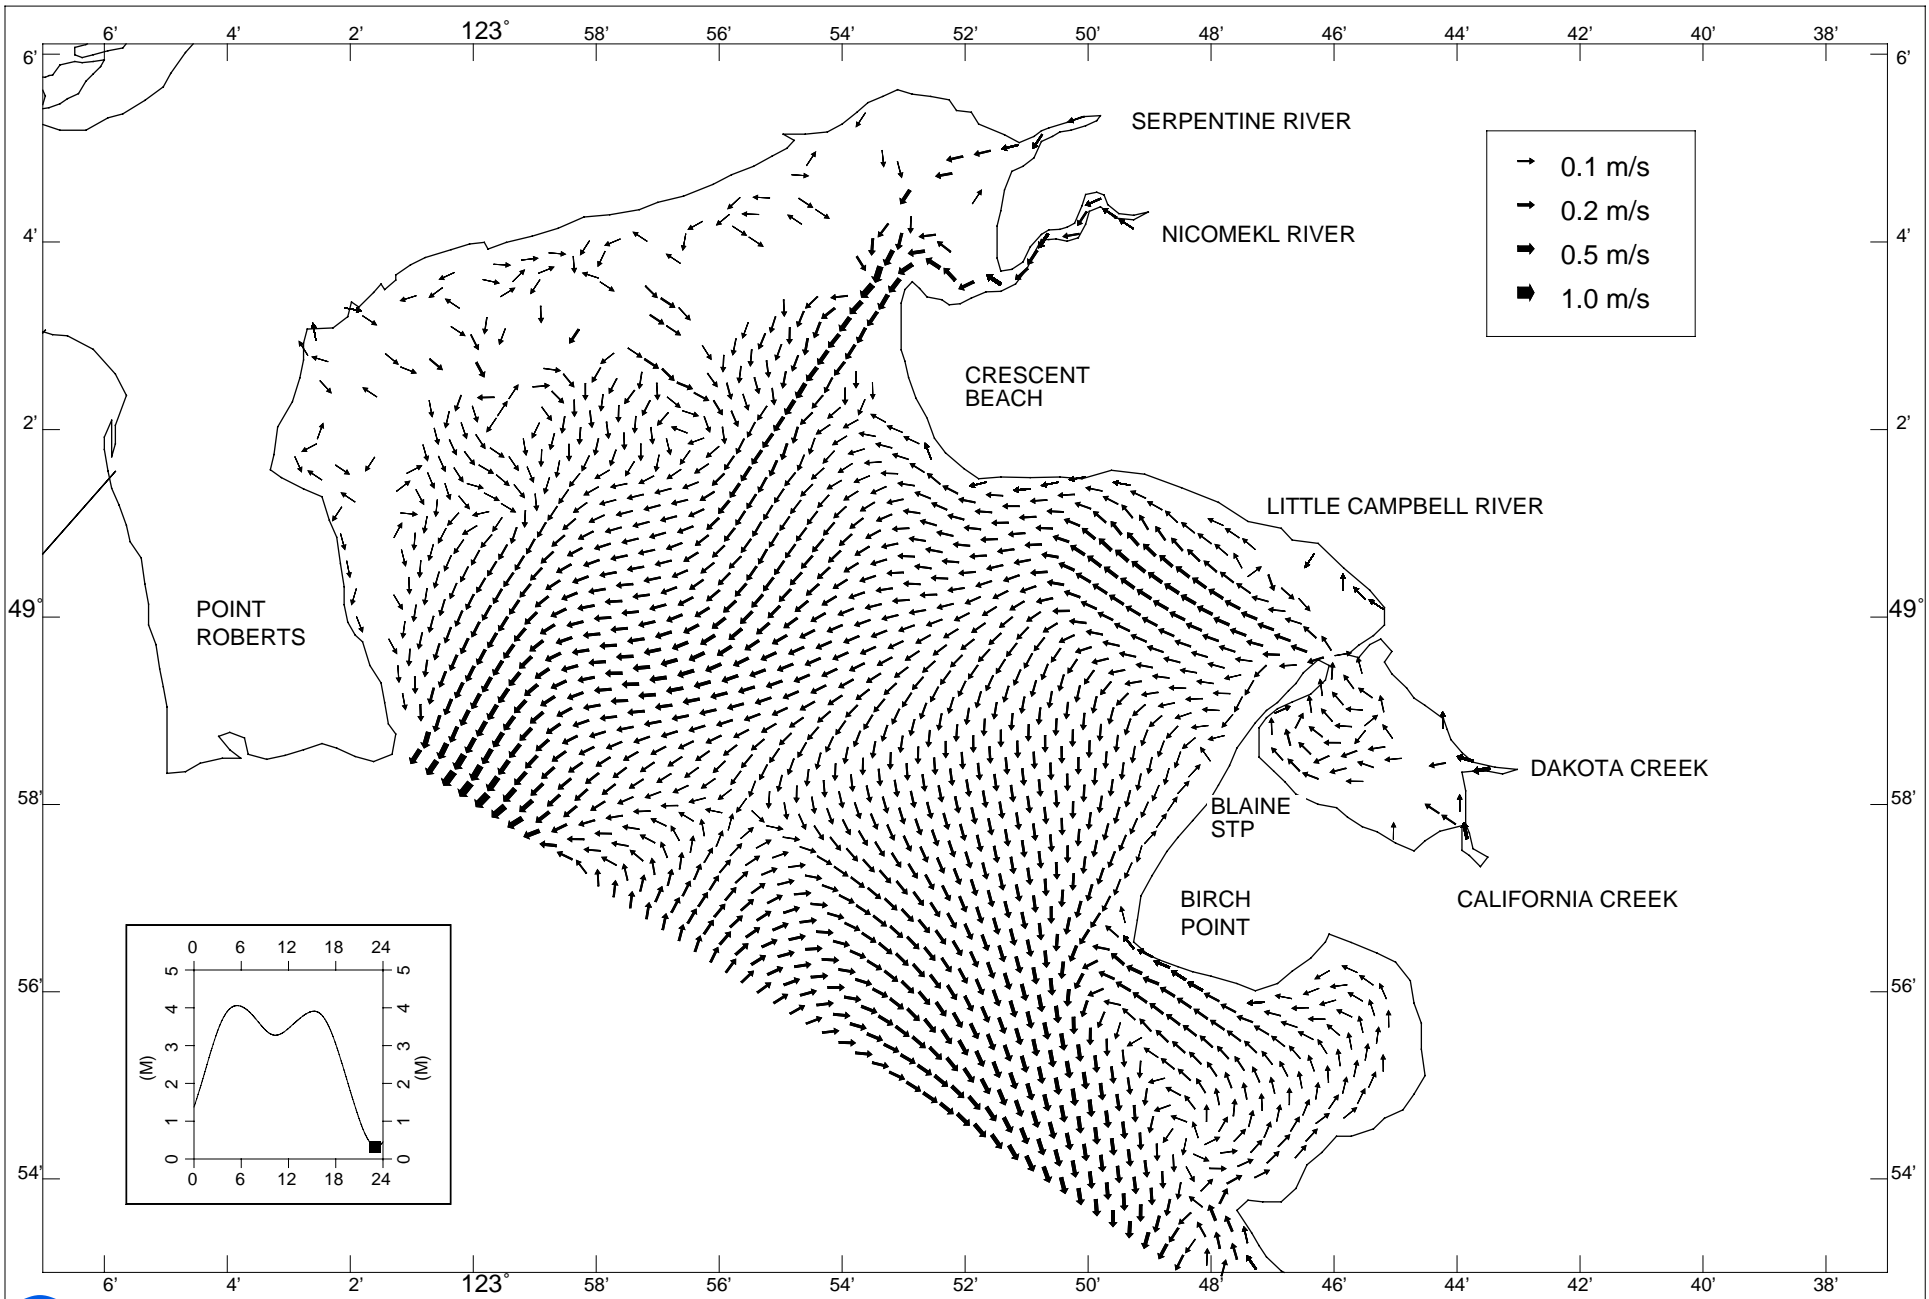 6’ 4’ 2’ 123° 58’ 56’ 54’ 52’ 50’ 48’ 46’ 44’ 42’ 40’ 38’
6’ 6’
SERPENTINE RIVER
0.1 m/s
0.2 m/s
4’ NICOMEKL RIVER 4’
0.5 m/s
1.0 m/s
CRESCENT
BEACH
2’ 2’
LITTLE CAMPBELL RIVER
49° 49°
POINT
ROBERTS
DAKOTA CREEK
58’ 58’
BLAINE
STP
BIRCH
POINT
CALIFORNIA CREEK
0 6 12 18 24
5 5
4 4
56’ 56’
3 3
(M) (M)
2 2
1 1
0 0
0 6 12 18 24
54’ 54’
6’ 4’ 2’ 123° 58’ 56’ 54’ 52’ 50’ 48’ 46’ 44’ 42’ 40’ 38’